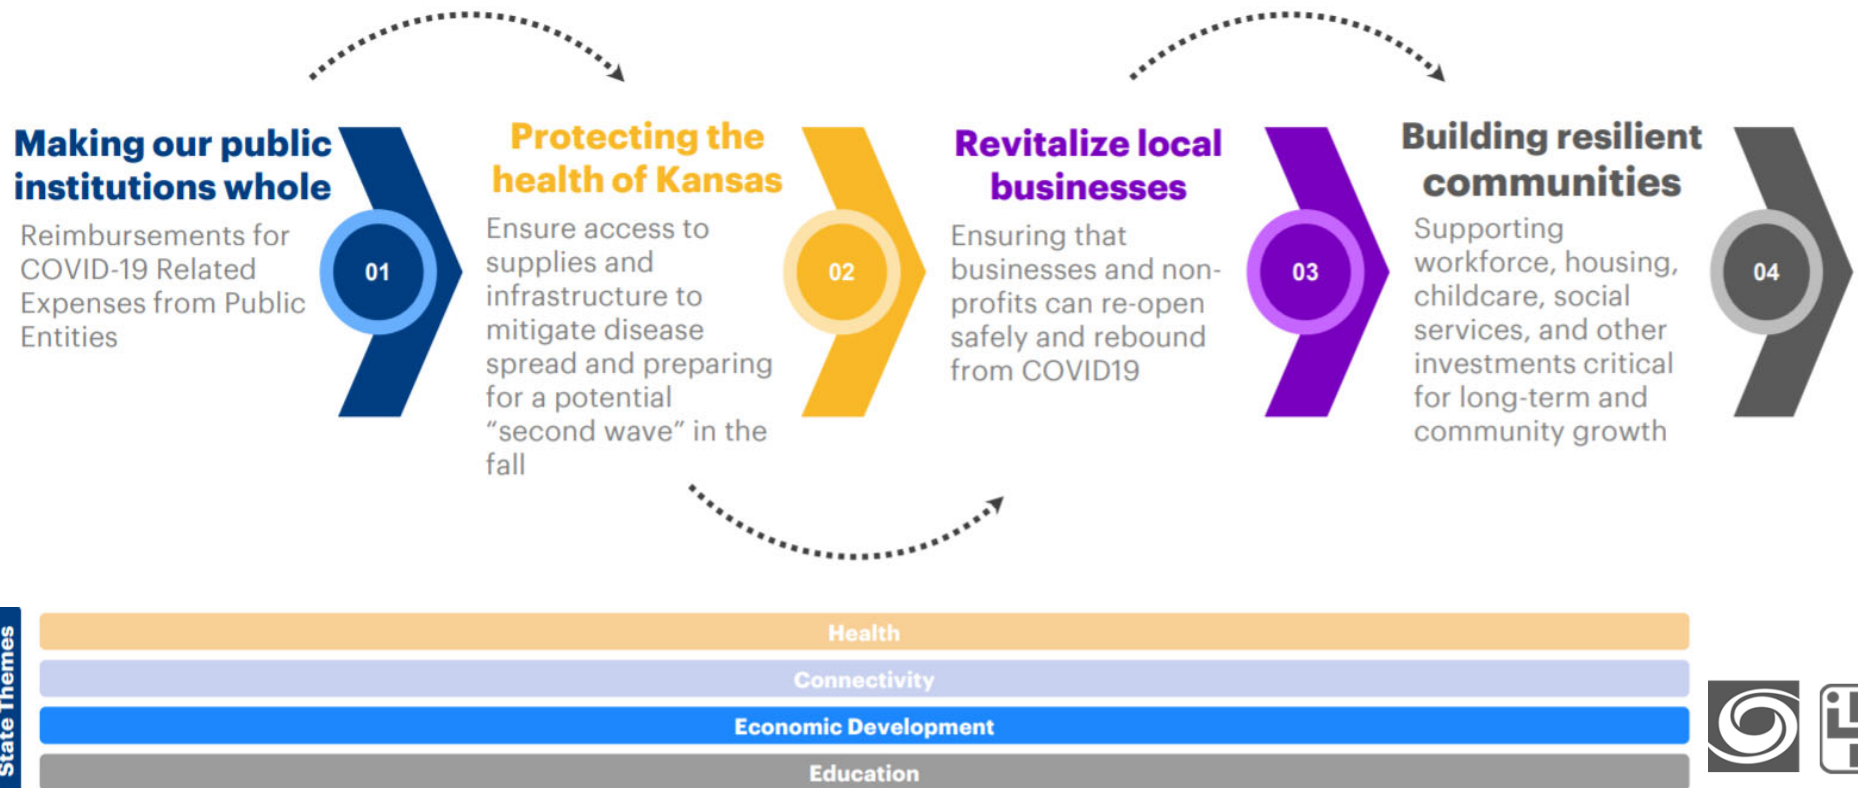 Making our public
institutions whole
Reimbursements for
COVID-19 Related
Expenses from Public
Entities
01
Protecting the
health of Kansas
Ensure access to
supplies and
infrastructure to
mitigate disease
spread and preparing
for a potential
“second wave” in the
fall
02
Revitalize local
businesses
Ensuring that
businesses and non-
profits can re-open
safely and rebound
from COVID19
03
Building resilient
communities
Supporting
workforce, housing,
childcare, social
services, and other
investments critical
for long-term and
community growth
04
State Themes
Health
Connectivity
Economic Development
Education